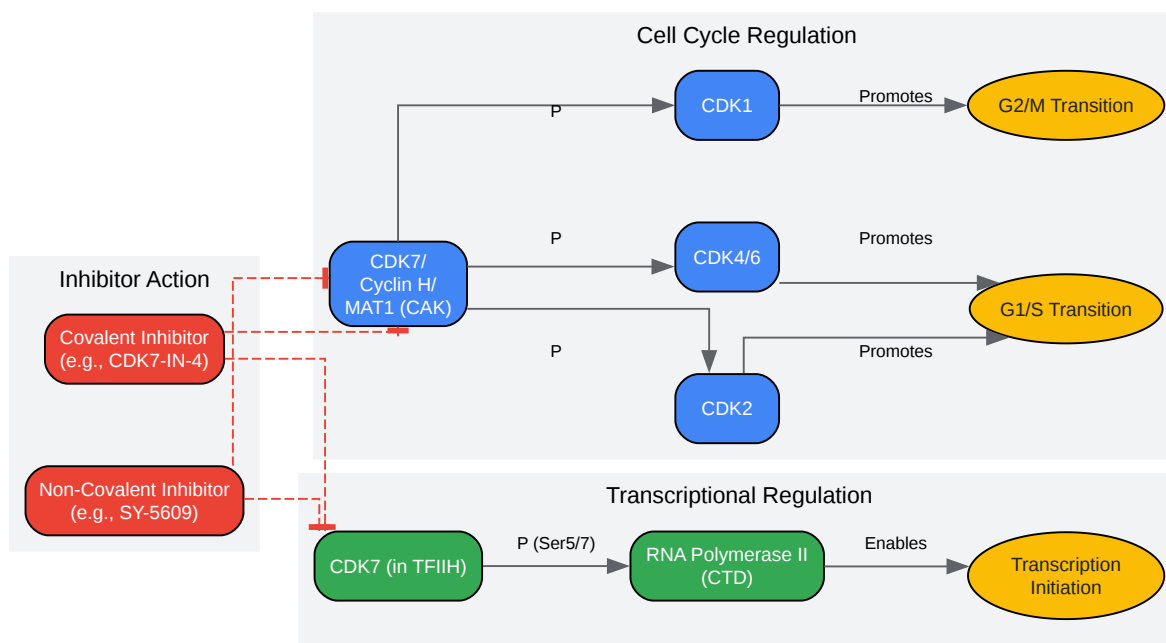 Cell Cycle Regulation
P
CDK1
Promotes
G2/M Transition
CDK7/
Cyclin H/
MAT1 (CAK)
P
CDK4/6
Promotes
G1/S Transition
P
CDK2
Promotes
Inhibitor Action
Covalent Inhibitor
(e.g., CDK7-IN-4)
Non-Covalent Inhibitor
(e.g., SY-5609)
Transcriptional Regulation
CDK7 (in TFIIH)
P (Ser5/7)
RNA Polymerase II
(CTD)
Enables
Transcription
Initiation